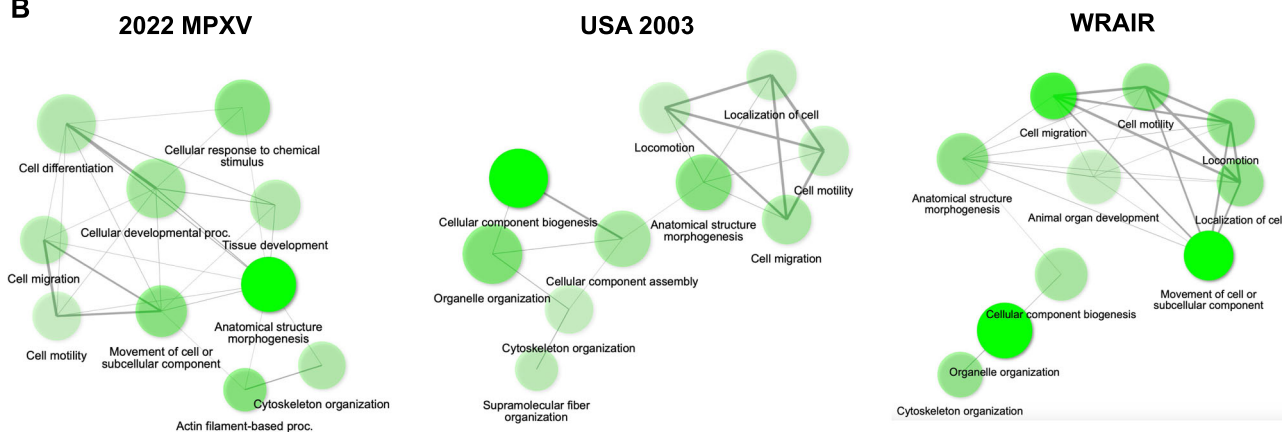 B
2022 MPXV
USA 2003
WRAIR
Cellular response to chemical
stimulus
Cell differentiation
Cellular developmental proc.
Tissue development
Cell migration
Anatomical structure
morphogenesis
Cell motility
Movement of cell or
subcellular component
Cytoskeleton organization
Actin filament-based proc.
Localization of cell
Locomotion
Cell motility
Cellular component biogenesis
Anatomical structure
morphogenesis
Cell migration
Cellular component assembly
Organelle organization
Cytoskeleton organization
Supramolecular fiber
organization
Cell migration
Cell motility
Locomotion
Anatomical structure
morphogenesis
Animal organ development
Localization of cel
Movement of cell or
subcellular component
Cellular component biogenesis
Organelle organization
Cytoskeleton organization